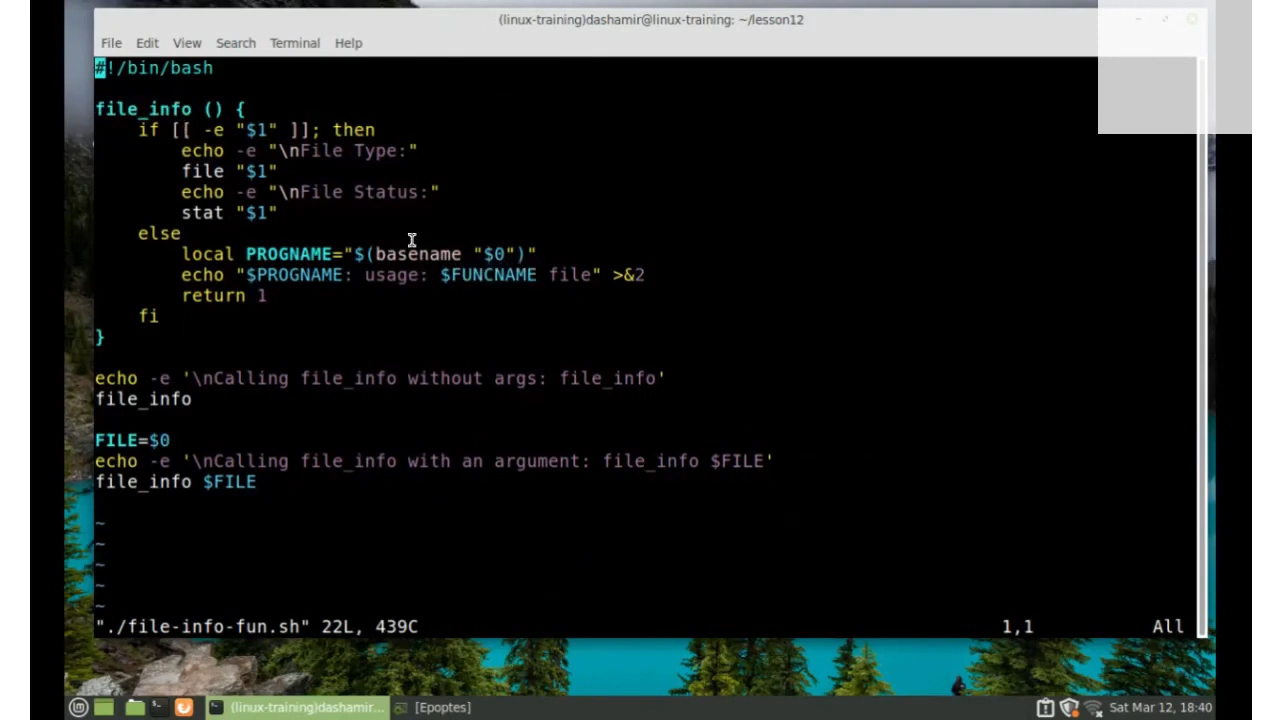 (linux-training)dashamir@linux-training: ~/lesson12
File Edit View Search Terminal Help
#!/bin/bash
file_info () {
    if [[ -e "$1" ]]; then
        echo -e "\nFile Type:"
        file "$1"
        echo -e "\nFile Status:"
        stat "$1"
    else
        local PROGNAME="$(basename "$0")"
        echo "$PROGNAME: usage: $FUNCNAME file" >&2
        return 1
    fi
}
echo -e '\nCalling file_info without args: file_info'
file_info
FILE=$0
echo -e '\nCalling file_info with an argument: file_info $FILE'
file_info $FILE
~
~
~
~
~
"./file-info-fun.sh" 22L, 439C 1,1 All
(linux-training)dashamir... [Epoptes] Sat Mar 12, 18:40